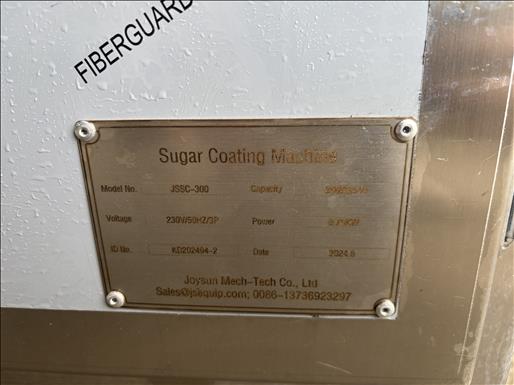 FIBERGUARD
Sugar Coating Machine
Model No. JSSC-300 Capacity
Voltage 230V/50HZ/3P Power
ID No. KD202404-2 Date 2024.6
Joysun Mech-Tech Co., Ltd
Sales@jsequip.com; 0086-13736923297